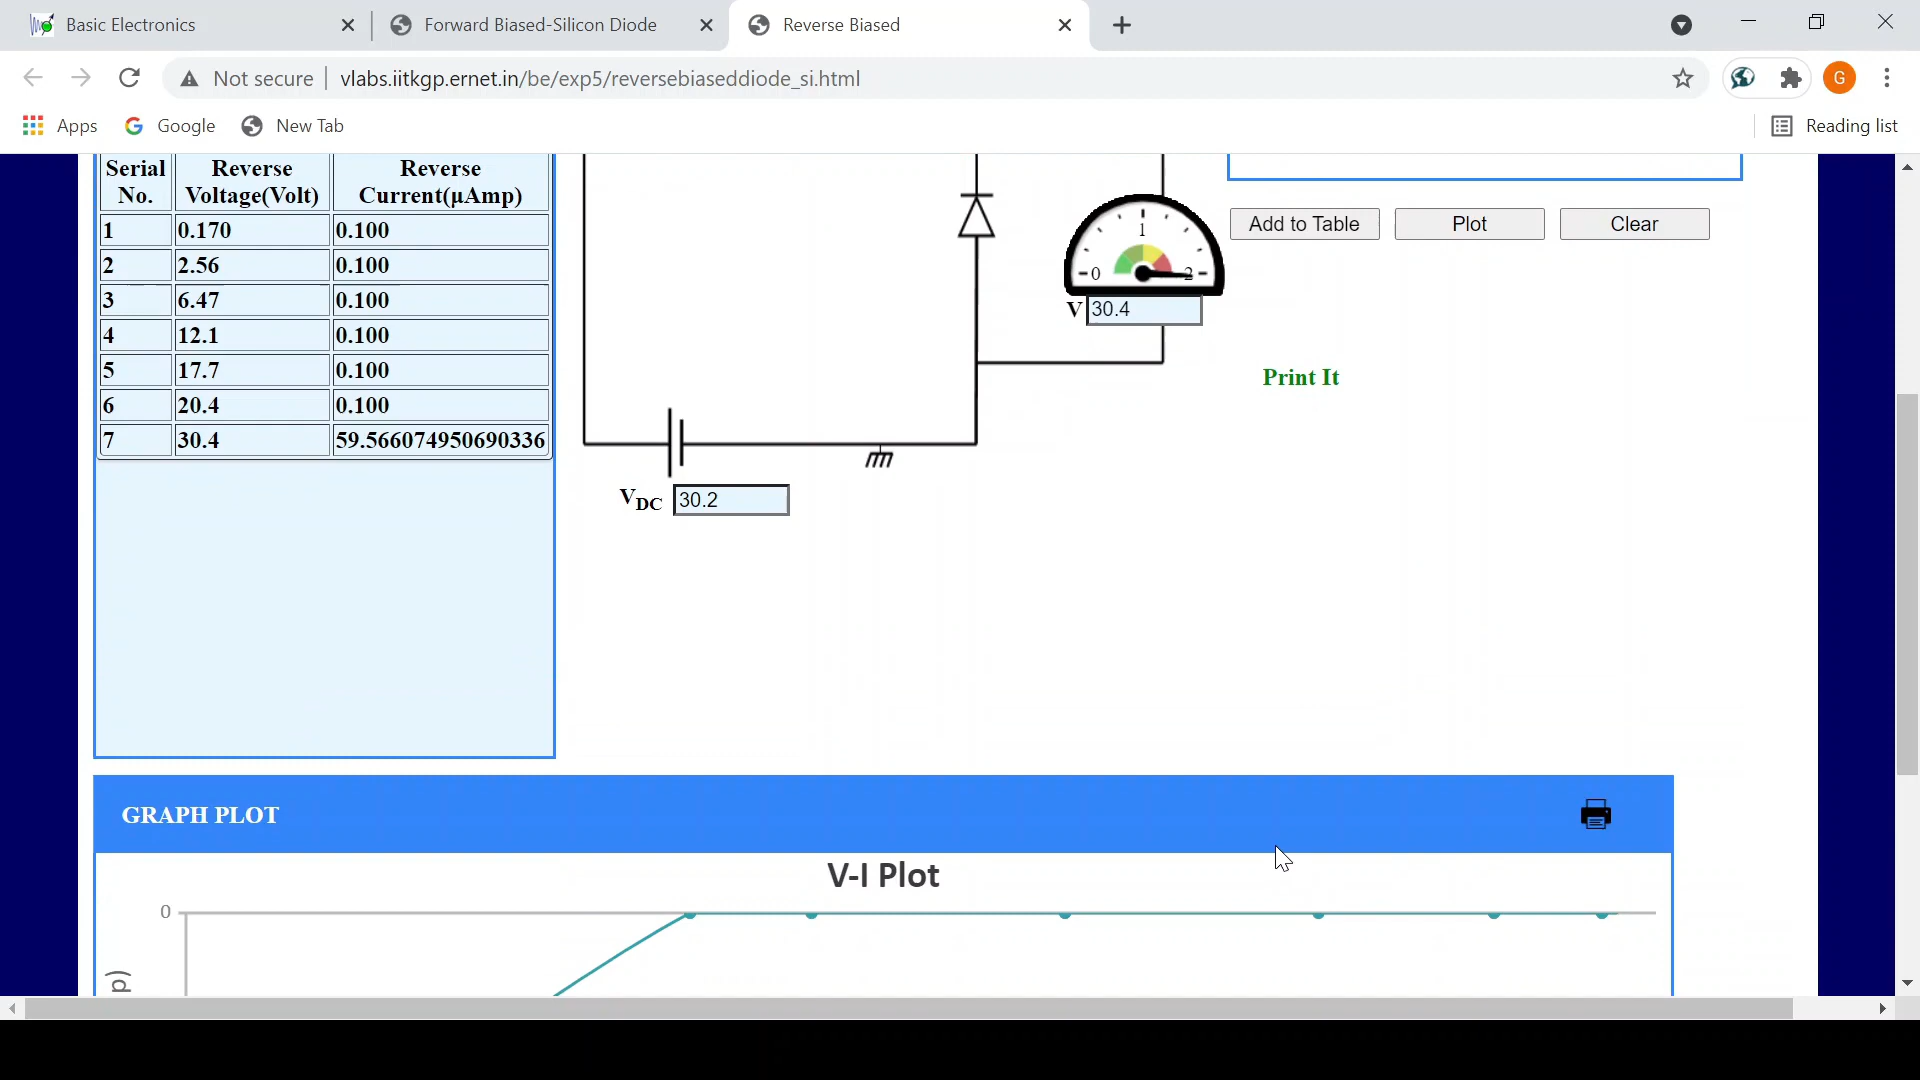 Basic Electronics
Forward Biased-Silicon Diode
Reverse Biased
Not secure
vlabs.iitkgp.ernet.in/be/exp5/reversebiaseddiode_si.html
G
Apps
Google
New Tab
Reading list
Serial No.
Reverse Voltage(Volt)
Reverse Current(μAmp)
1 0.170 0.100
2 2.56 0.100
3 6.47 0.100
4 12.1 0.100
5 17.7 0.100
6 20.4 0.100
7 30.4 59.566074950690336
0 1 2
V 30.4
VDC 30.2
Add to Table
Plot
Clear
Print It
GRAPH PLOT
V-I Plot
0
p)